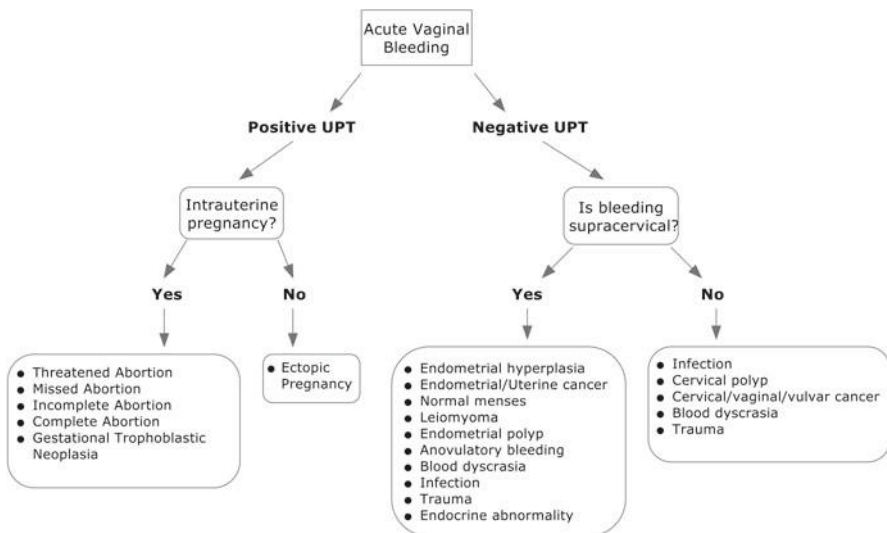 Acute Vaginal
Bleeding
Positive UPT
Negative UPT
Intrauterine
pregnancy?
Is bleeding
supracervical?
Yes
No
Yes
No
● Threatened Abortion
● Missed Abortion
● Incomplete Abortion
● Complete Abortion
● Gestational Trophoblastic
Neoplasia
● Ectopic
Pregnancy
● Endometrial hyperplasia
● Endometrial/Uterine cancer
● Normal menses
● Leiomyoma
● Endometrial polyp
● Anovulatory bleeding
● Blood dyscrasia
● Infection
● Trauma
● Endocrine abnormality
● Infection
● Cervical polyp
● Cervical/vaginal/vulvar cancer
● Blood dyscrasia
● Trauma